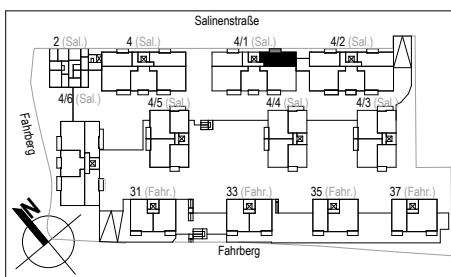 Salinenstraße
2 (Sal.) 4 (Sal.) 4/1 (Sal.) 4/2 (Sal.)
4/6 (Sal.) 4/5 (Sal.) 4/4 (Sal.) 4/3 (Sal.)
Fahrberg
31 (Fahr.) 33 (Fahr.) 35 (Fahr.) 37 (Fahr.)
N
Fahrberg